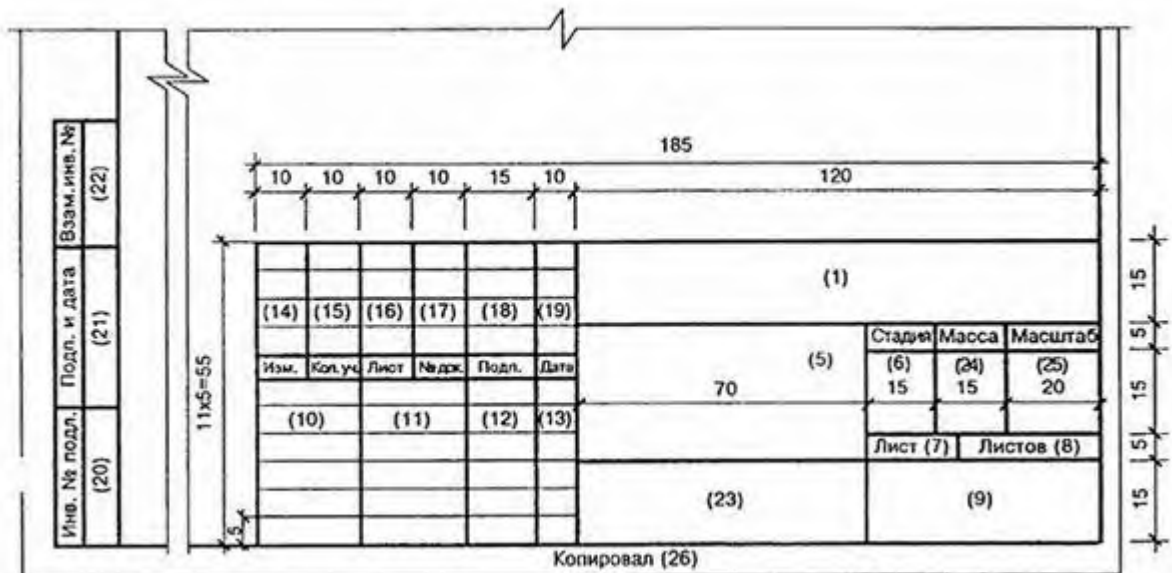 185
10 10 10 10 15 10 120
(1)
15
(14) (15) (16) (17) (18) (19)
Стадия Масса Масштаб
5
Изм. Кол.уч. Лист №док. Подп. Дата
(5)
(6) (24) (25)
70
15 15 20
15
(10) (11) (12) (13)
Лист (7) Листов (8)
5
(23) (9)
15
11x5=55
5
Копировал (26)
Взам.инв. №
(22)
Подп. и дата
(21)
Инв. № подл.
(20)